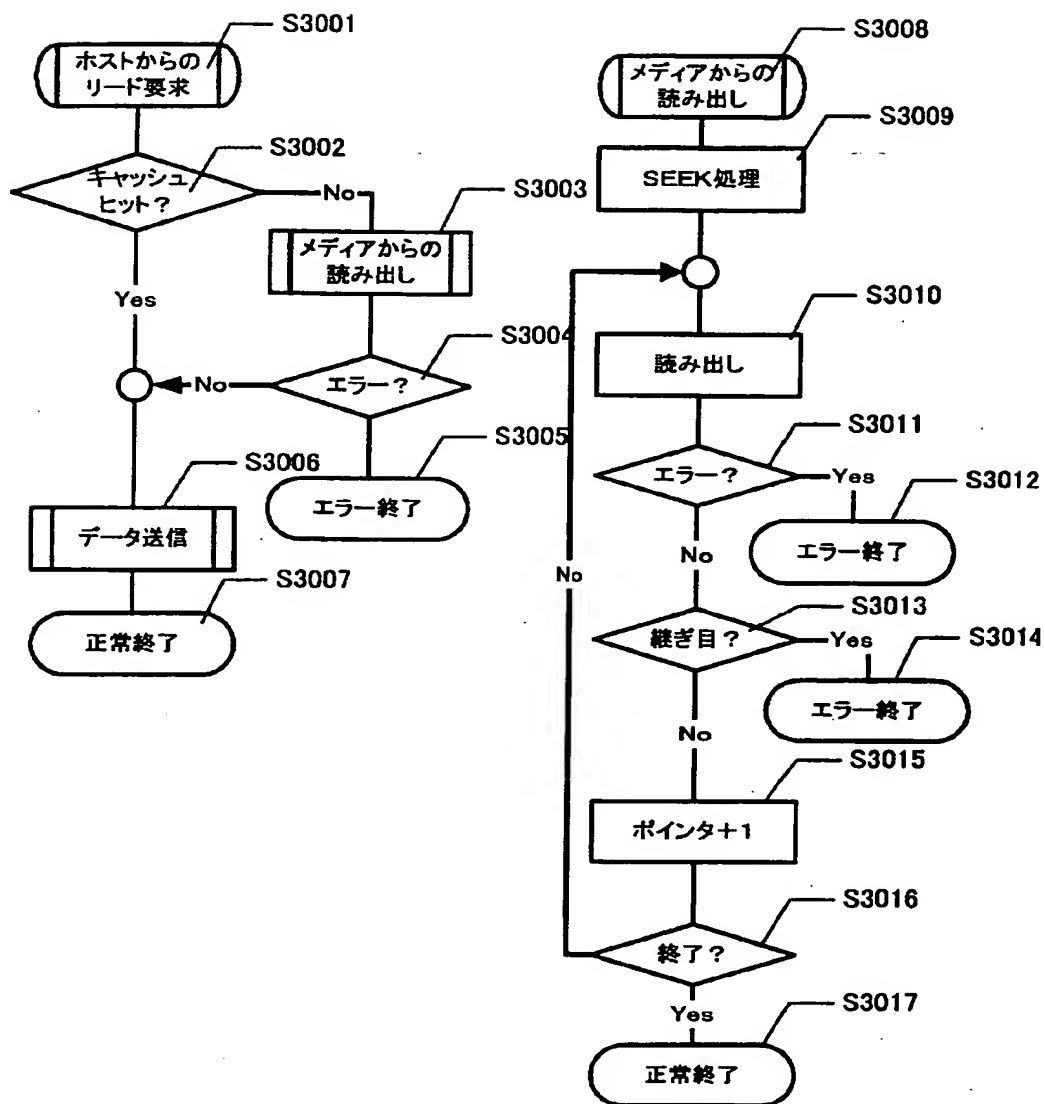 S3001
ホストからの
リード要求
S3002
キャッシュ
ヒット?
No
Yes
S3003
メディアからの
読み出し
S3004
エラー?
No
S3005
エラー終了
S3006
データ送信
S3007
正常終了
S3008
メディアからの
読み出し
S3009
SEEK処理
S3010
読み出し
S3011
エラー?
Yes
S3012
エラー終了
No
S3013
継ぎ目?
Yes
S3014
エラー終了
No
S3015
ポインタ+1
S3016
終了?
No
Yes
S3017
正常終了